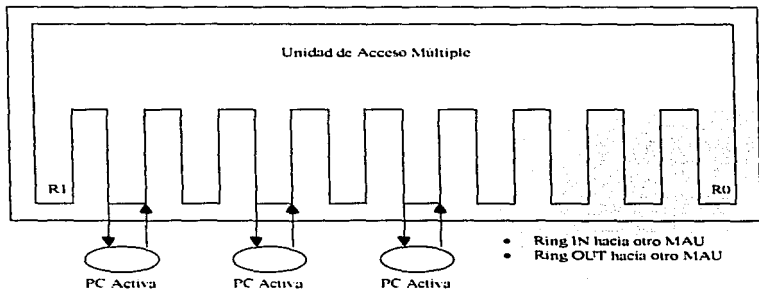 Unidad de Acceso Múltiple
R1
R0
• Ring IN hacia otro MAU
• Ring OUT hacia otro MAU
PC Activa
PC Activa
PC Activa